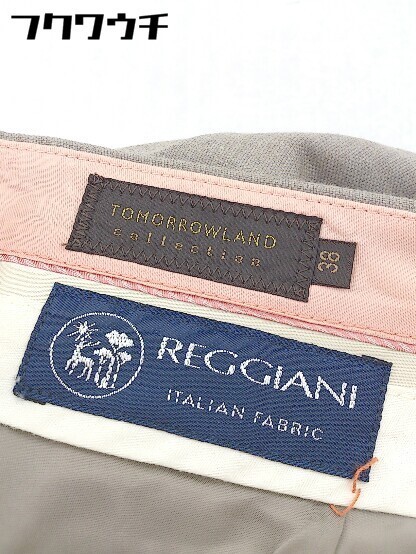 フクワウチ
TOMORROWLAND
collection
38
REGGIANI
ITALIAN FABRIC